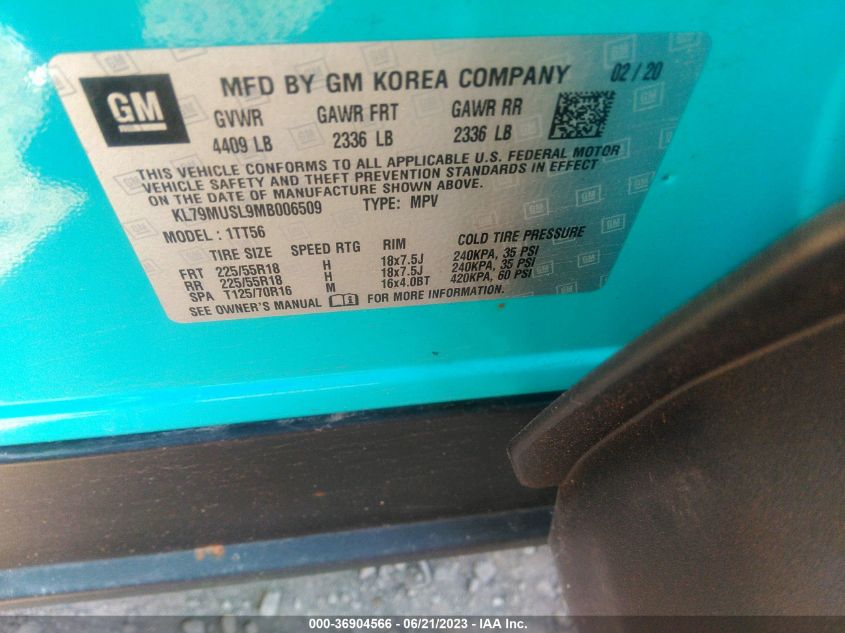 GM
MFD BY GM KOREA COMPANY 02 / 20
GVWR GAWR FRT GAWR RR
4409 LB 2336 LB 2336 LB
THIS VEHICLE CONFORMS TO ALL APPLICABLE U.S. FEDERAL MOTOR
VEHICLE SAFETY AND THEFT PREVENTION STANDARDS IN EFFECT
ON THE DATE OF MANUFACTURE SHOWN ABOVE.
KL79MUSL9MB006509 TYPE: MPV
MODEL : 1TT56
TIRE SIZE SPEED RTG RIM COLD TIRE PRESSURE
FRT 225/55R18 H 18x7.5J 240KPA, 35 PSI
RR 225/55R18 H 18x7.5J 240KPA, 35 PSI
SPA T125/70R16 M 16x4.0BT 420KPA, 60 PSI
SEE OWNER'S MANUAL FOR MORE INFORMATION.
000-36904566 - 06/21/2023 - IAA Inc.